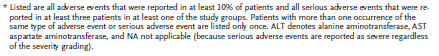 * Listed are all adverse events that were reported in at least 10% of patients and all serious adverse events that were re-
ported in at least three patients in at least one of the study groups. Patients with more than one occurrence of the
same type of adverse event or serious adverse event are listed only once. ALT denotes alanine aminotransferase, AST
aspartate aminotransferase, and NA not applicable (because serious adverse events are reported as severe regardless
of the severity grading).